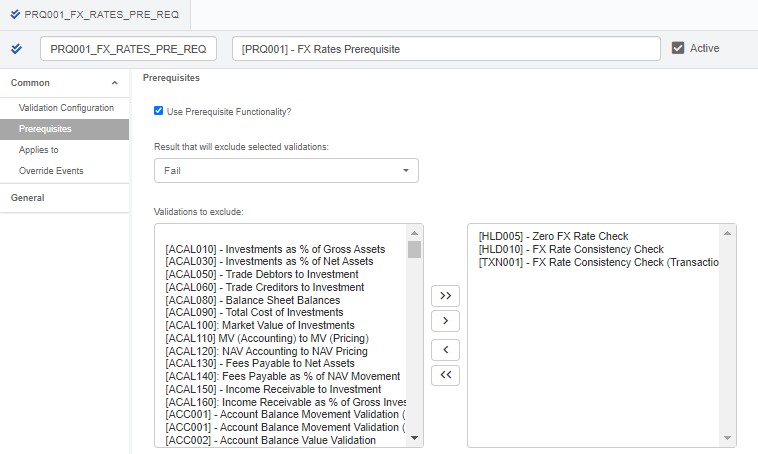 PRQ001_FX_RATES_PRE_REQ
PRQ001_FX_RATES_PRE_REQ
[PRQ001] - FX Rates Prerequisite
Active
Common
Validation Configuration
Prerequisites
Applies to
Override Events
General
Prerequisites
Use Prerequisite Functionality?
Result that will exclude selected validations:
Fail
Validations to exclude:
[ACAL010] - Investments as % of Gross Assets
[ACAL030] - Investments as % of Net Assets
[ACAL050] - Trade Debtors to Investment
[ACAL060] - Trade Creditors to Investment
[ACAL080] - Balance Sheet Balances
[ACAL090] - Total Cost of Investments
[ACAL100]: Market Value of Investments
[ACAL110] MV (Accounting) to MV (Pricing)
[ACAL120]: NAV Accounting to NAV Pricing
[ACAL130] - Fees Payable to Net Assets
[ACAL140]: Fees Payable as % of NAV Movement
[ACAL150] - Income Receivable to Investment
[ACAL160]: Income Receivable as % of Gross Inves
[ACC001] - Account Balance Movement Validation (
[ACC001] - Account Balance Movement Validation (
[ACC002] - Account Balance Value Validation
>>
>
<
<<
[HLD005] - Zero FX Rate Check
[HLD010] - FX Rate Consistency Check
[TXN001] - FX Rate Consistency Check (Transactio